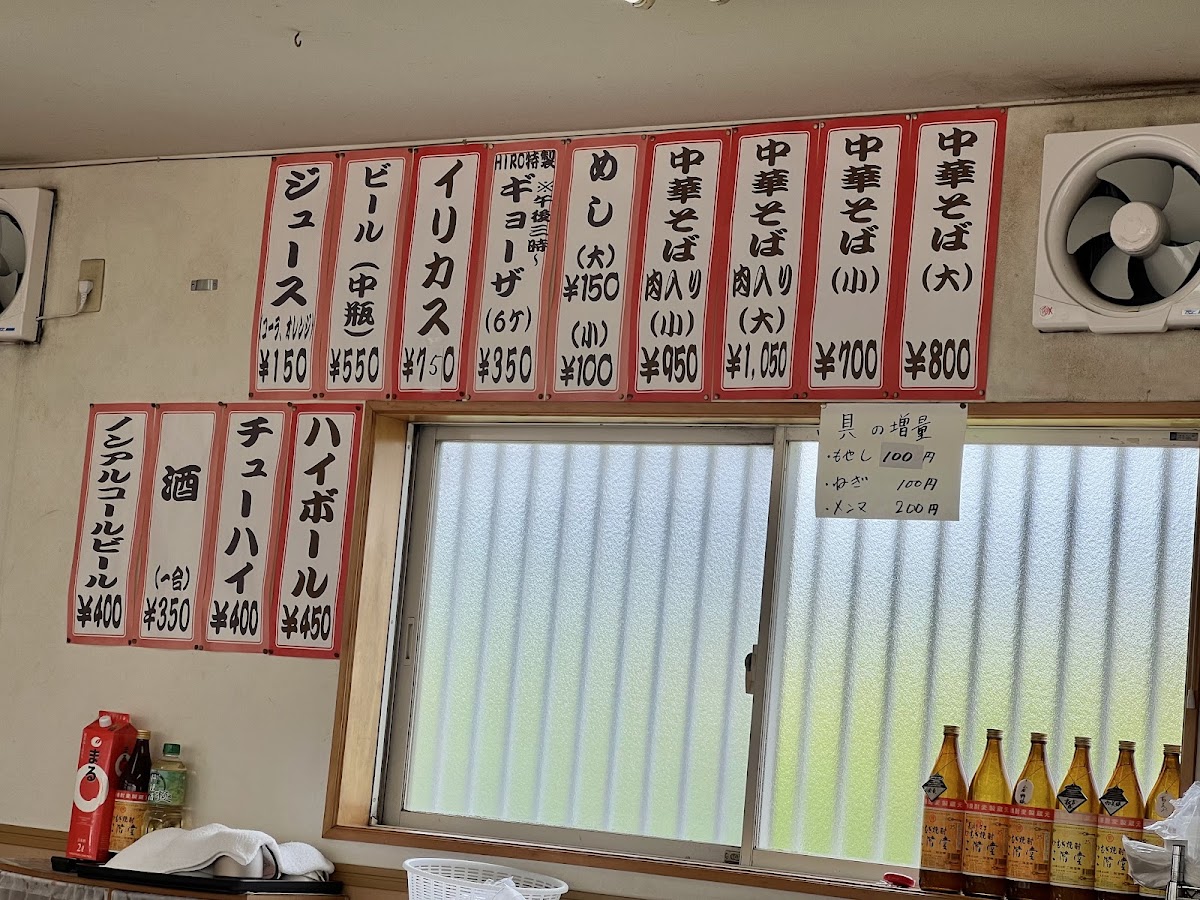 中華そば
(大)
¥800
中華そば
(小)
¥700
中華そば
肉入り
(大)
¥1,050
中華そば
肉入り
(小)
¥950
めし
(大)
¥150
(小)
¥100
HIRO特製
ギョーザ
※午後三時~
(6ケ)
¥350
イリカス
¥750
ビール(中瓶)
¥550
ジュース
(コーラ、オレンジ)
¥150
ハイボール
¥450
チューハイ
¥400
酒
(一合)
¥350
ノンアルコールビール
¥400
具の増量
・もやし 100円
・ねぎ 100円
・メンマ 200円
まる
2ℓ